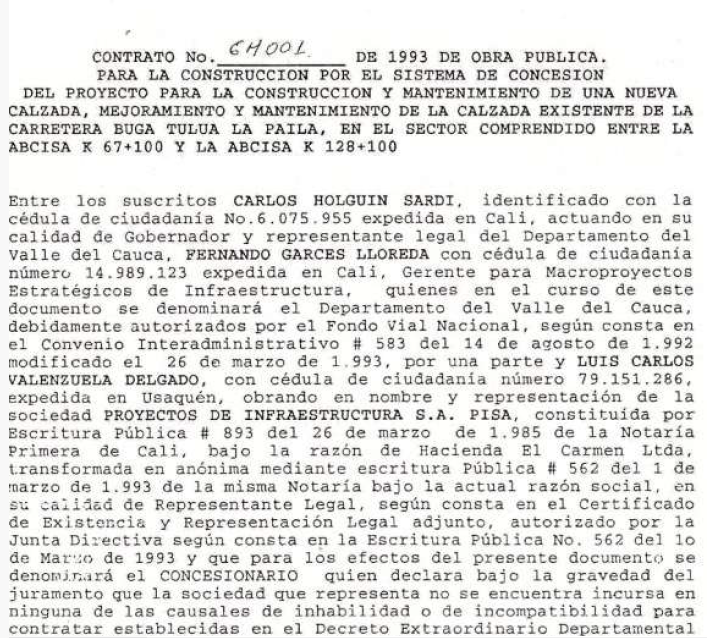 CONTRATO No. GM001 DE 1993 DE OBRA PUBLICA.
PARA LA CONSTRUCCION POR EL SISTEMA DE CONCESION
DEL PROYECTO PARA LA CONSTRUCCION Y MANTENIMIENTO DE UNA NUEVA
CALZADA, MEJORAMIENTO Y MANTENIMIENTO DE LA CALZADA EXISTENTE DE LA
CARRETERA BUGA TULUA LA PAILA, EN EL SECTOR COMPRENDIDO ENTRE LA
ABCISA K 67+100 Y LA ABCISA K 128+100
Entre los suscritos CARLOS HOLGUIN SARDI, identificado con la
cédula de ciudadanía No.6.075.955 expedida en Cali, actuando en su
calidad de Gobernador y representante legal del Departamento del
Valle del Cauca, FERNANDO GARCES LLOREDA con cédula de ciudadanía
número 14.989.123 expedida en Cali, Gerente para Macroproyectos
Estratégicos de Infraestructura, quienes en el curso de este
documento se denominará el Departamento del Valle del Cauca,
debidamente autorizados por el Fondo Vial Nacional, según consta en
el Convenio Interadministrativo # 583 del 14 de agosto de 1.992
modificado el 26 de marzo de 1.993, por una parte y LUIS CARLOS
VALENZUELA DELGADO, con cédula de ciudadanía número 79.151.286,
expedida en Usaquén, obrando en nombre y representación de la
sociedad PROYECTOS DE INFRAESTRUCTURA S.A. PISA, constituída por
Escritura Pública # 893 del 26 de marzo de 1.985 de la Notaría
Primera de Cali, bajo la razón de Hacienda El Carmen Ltda,
transformada en anónima mediante escritura Pública # 562 del 1 de
marzo de 1.993 de la misma Notaría bajo la actual razón social, en
su calidad de Representante Legal, según consta en el Certificado
de Existencia y Representación Legal adjunto, autorizado por la
Junta Directiva según consta en la Escritura Pública No. 562 del 1o
de Marzo de 1993 y que para los efectos del presente documento se
denominará el CONCESIONARIO quien declara bajo la gravedad del
juramento que la sociedad que representa no se encuentra incursa en
ninguna de las causales de inhabilidad o de incompatibilidad para
contratar establecidas en el Decreto Extraordinario Departamental